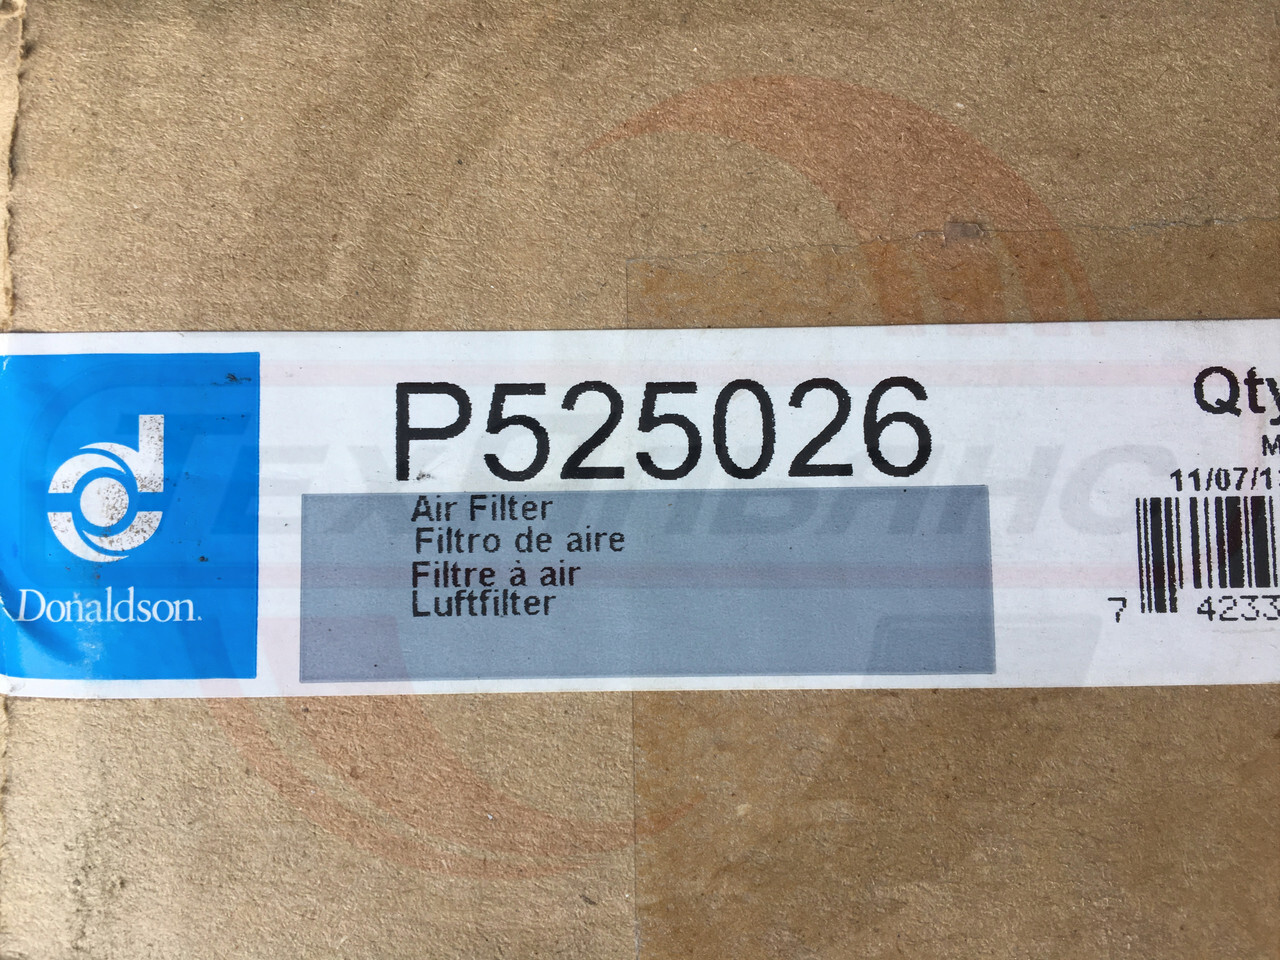 P525026
Air Filter
Filtro de aire
Filtre à air
Luftfilter
Donaldson.
Qty
11/07/1
7 4233